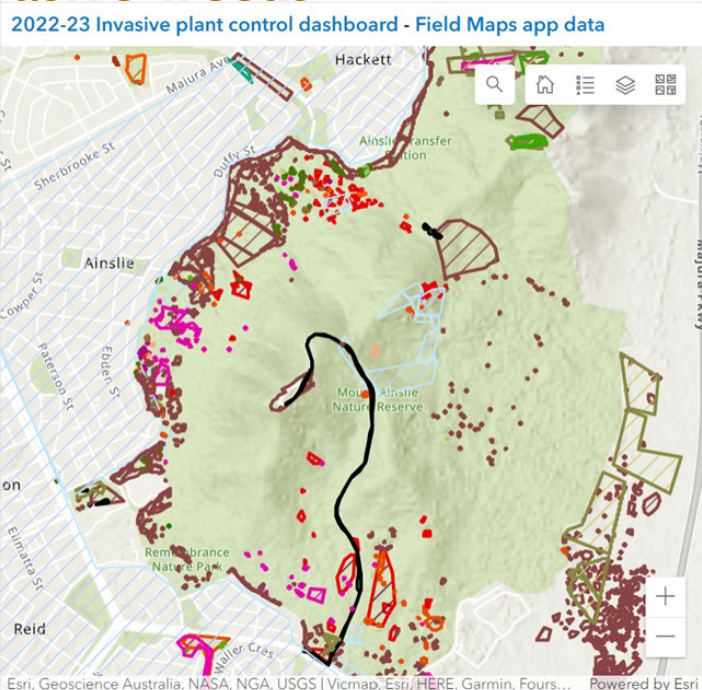 2022-23 Invasive plant control dashboard - Field Maps app data
Hackett
Majura Ave
Ainslie Transfer
Station
Sherbrooke St
Duffy St
Ainslie
Cowper St
Paterson St
Ebden St
Mount Ainslie
Nature Reserve
on
Elimatta St
Remembrance
Nature Park
Reid
Waller Cres
Esri, Geoscience Australia, NASA, NGA, USGS | Vicmap, Esri, HERE, Garmin, Fours...
Powered by Esri